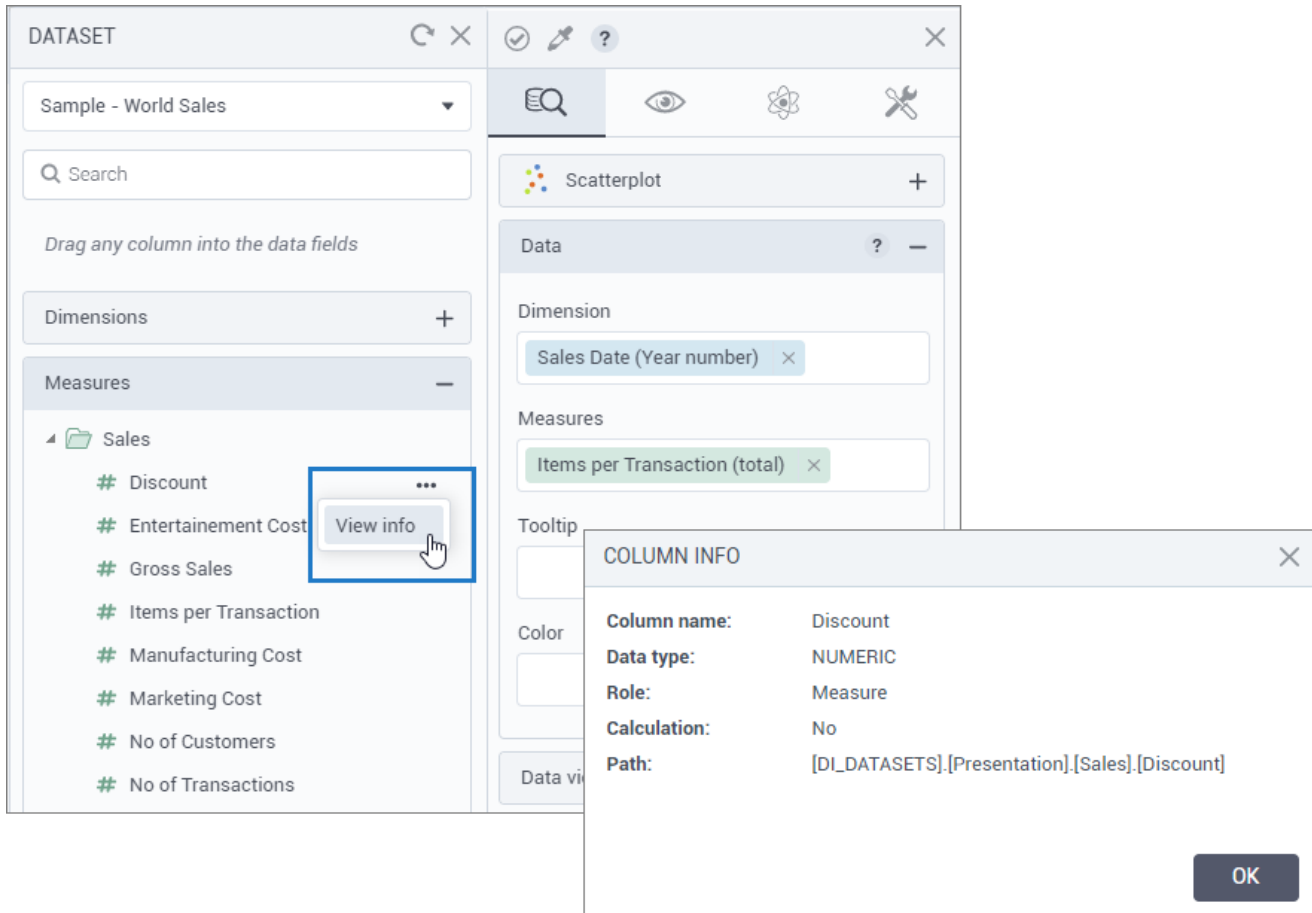 DATASET
Sample - World Sales
Search
Drag any column into the data fields
Dimensions
Measures
Sales
# Discount
...
View info
# Entertainement Cost
# Gross Sales
# Items per Transaction
# Manufacturing Cost
# Marketing Cost
# No of Customers
# No of Transactions
?
Scatterplot
Data ?
Dimension
Sales Date (Year number)
Measures
Items per Transaction (total)
Tooltip
Color
Data vi
COLUMN INFO
Column name: Discount
Data type: NUMERIC
Role: Measure
Calculation: No
Path: [DI_DATASETS].[Presentation].[Sales].[Discount]
OK